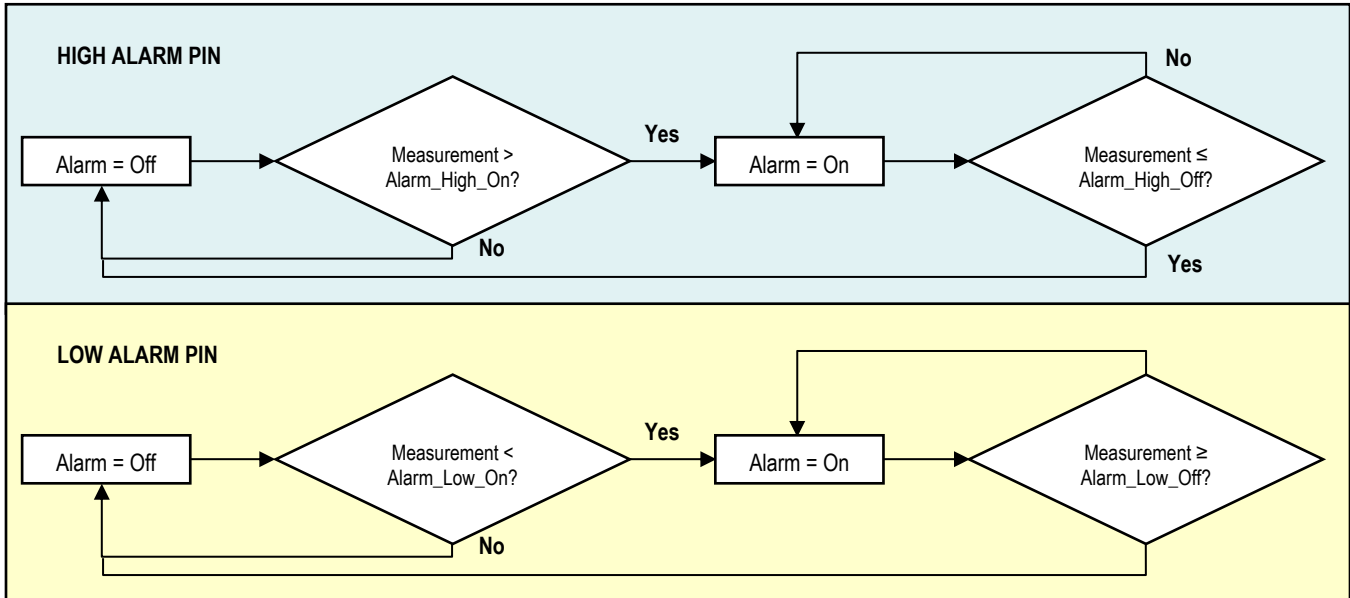 HIGH ALARM PIN
No
Alarm = Off
Measurement >
Alarm_High_On?
Yes
Alarm = On
Measurement ≤
Alarm_High_Off?
No
Yes
LOW ALARM PIN
Alarm = Off
Measurement <
Alarm_Low_On?
Yes
Alarm = On
Measurement ≥
Alarm_Low_Off?
No